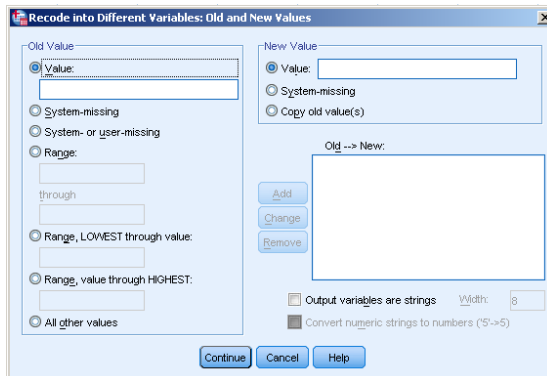 Recode into Different Variables: Old and New Values
Old Value
Value:
System-missing
System- or user-missing
Range:
through
Range, LOWEST through value:
Range, value through HIGHEST:
All other values
New Value
Value:
System-missing
Copy old value(s)
Old --> New:
Add
Change
Remove
Output variables are strings Width: 8
Convert numeric strings to numbers ('5'->5)
Continue Cancel Help